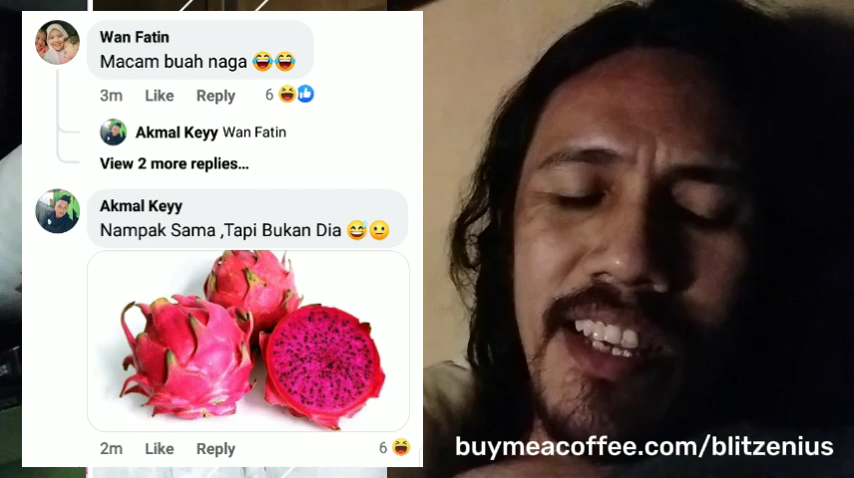 Wan Fatin
Macam buah naga 😂😂
3m Like Reply 6
Akmal Keyy Wan Fatin
View 2 more replies...
Akmal Keyy
Nampak Sama ,Tapi Bukan Dia 😅😐
2m Like Reply 6
buymeacoffee.com/blitzenius